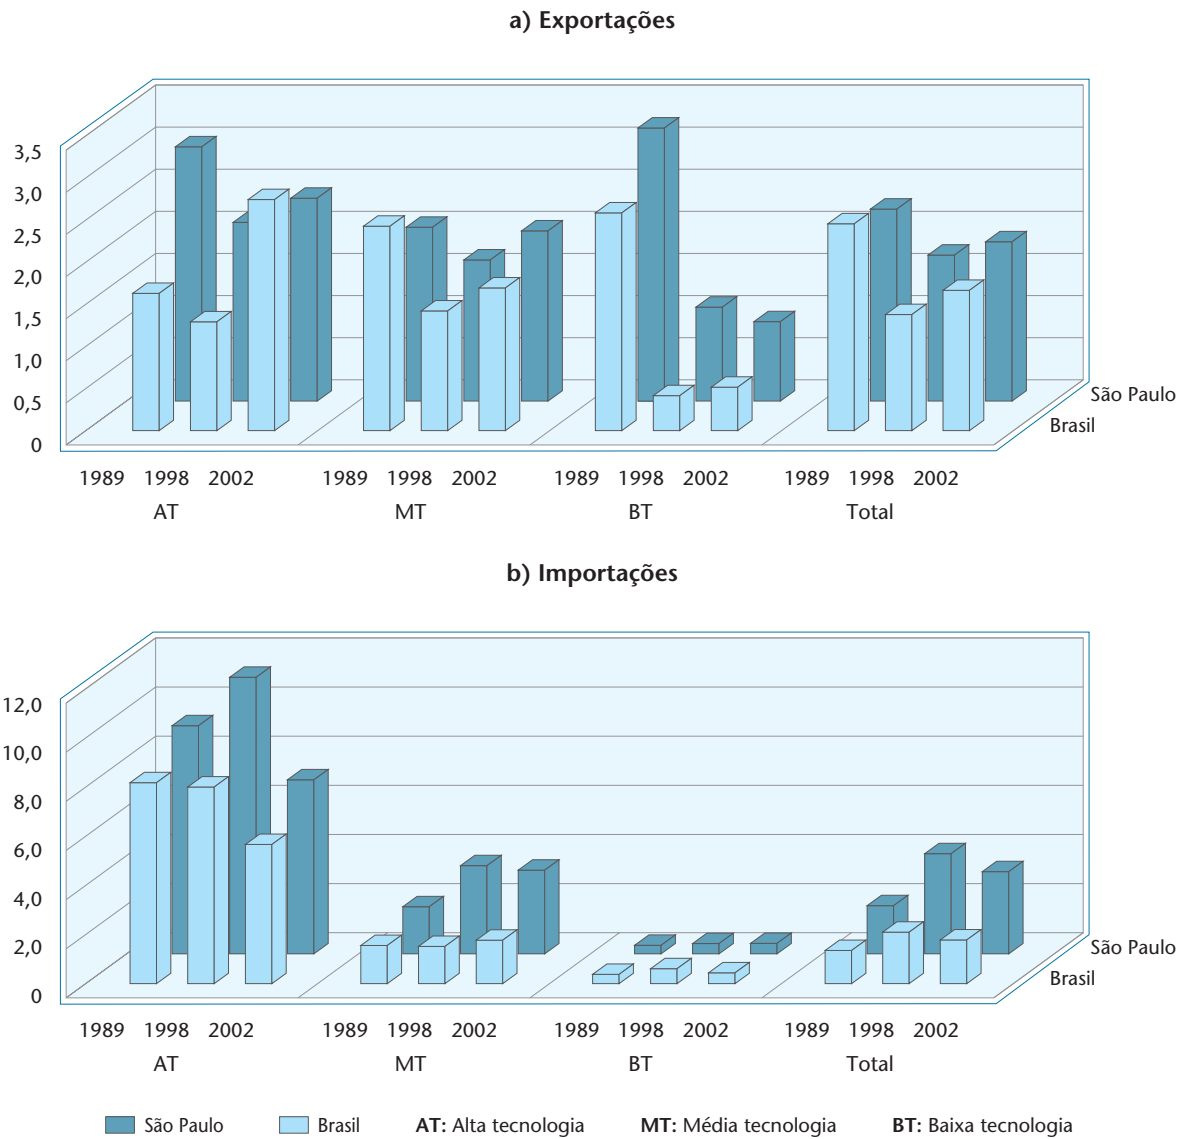 a) Exportações
3,5
3,0
2,5
2,0
1,5
1,0
0,5
0
São Paulo
Brasil
1989 1998 2002 1989 1998 2002 1989 1998 2002 1989 1998 2002
AT MT BT Total
b) Importações
12,0
10,0
8,0
6,0
4,0
2,0
0
São Paulo
Brasil
1989 1998 2002 1989 1998 2002 1989 1998 2002 1989 1998 2002
AT MT BT Total
São Paulo Brasil AT: Alta tecnologia MT: Média tecnologia BT: Baixa tecnologia